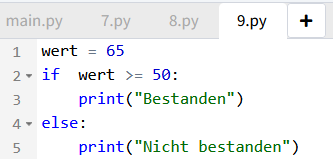 main.py 7.py 8.py 9.py +
1 wert = 65
2 if  wert >= 50:
3     print("Bestanden")
4 else:
5     print("Nicht bestanden")